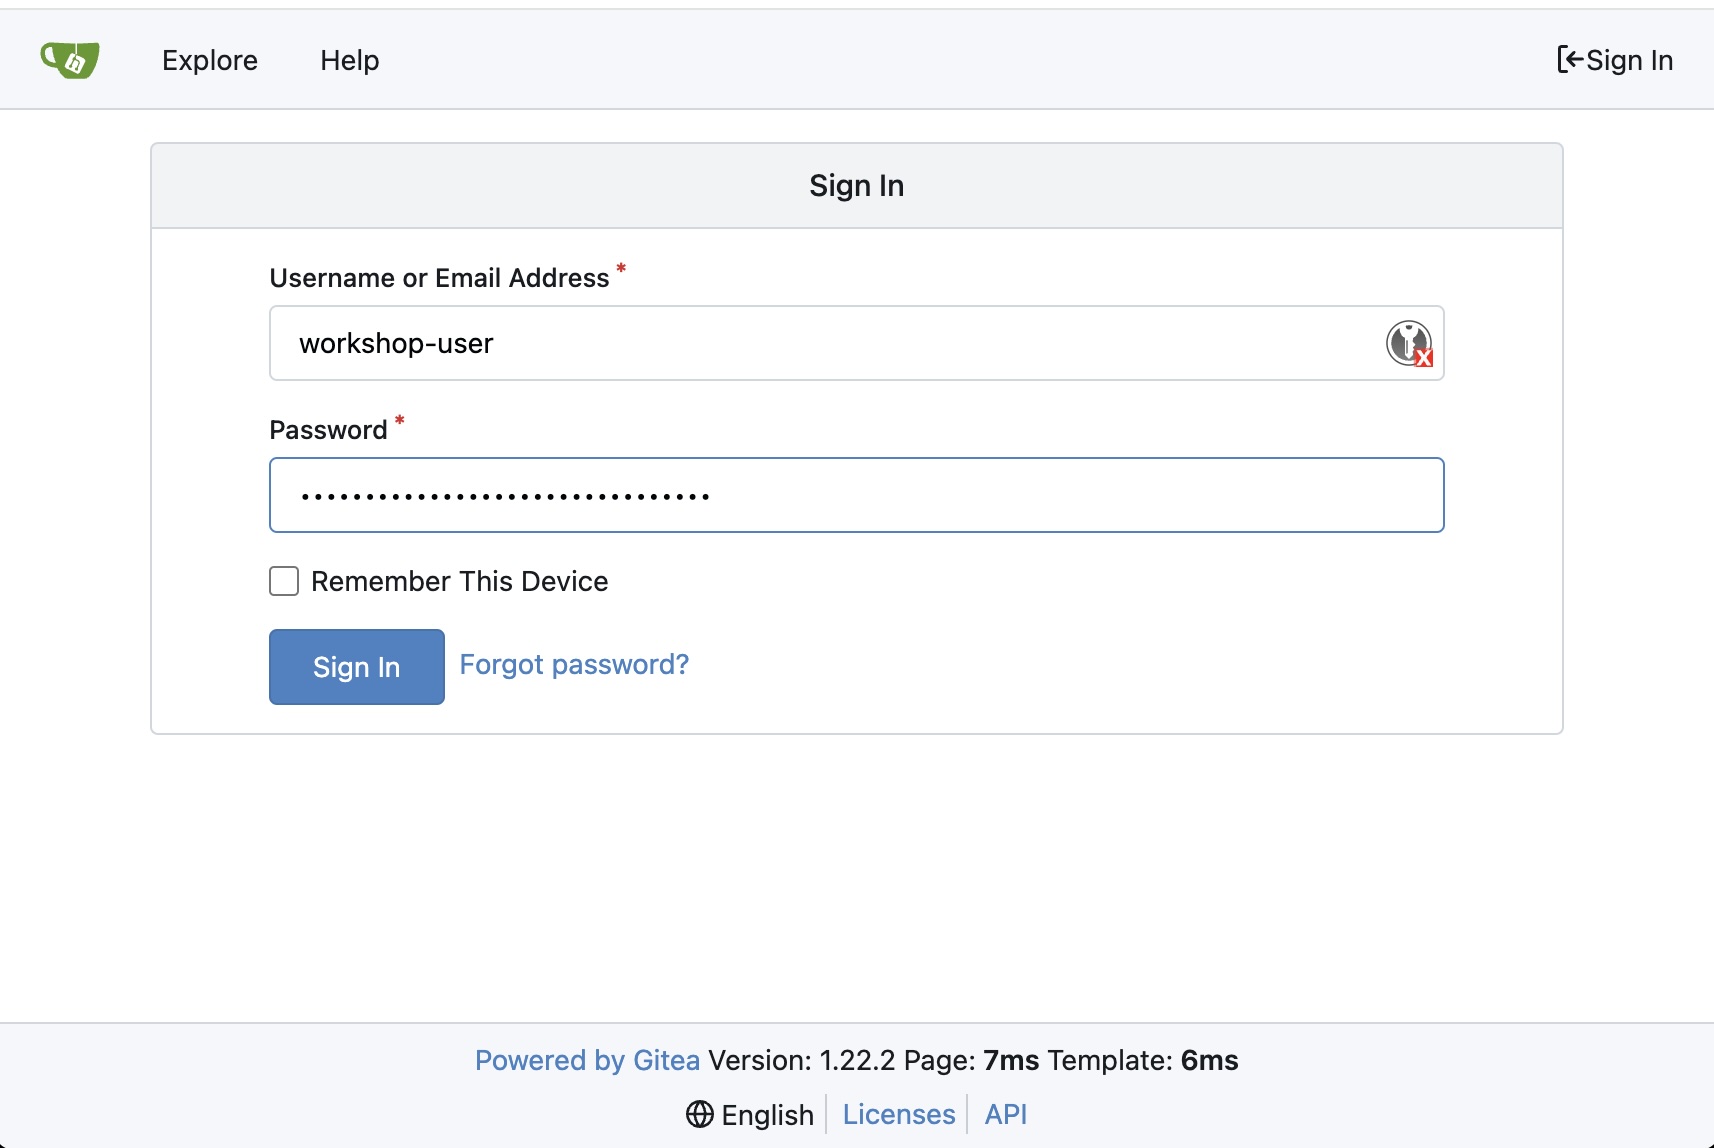 Explore Help Sign In
Sign In
Username or Email Address *
workshop-user
Password *
••••••••••••••••••••••••••••••••
Remember This Device
Sign In Forgot password?
Powered by Gitea Version: 1.22.2 Page: 7ms Template: 6ms
English Licenses API